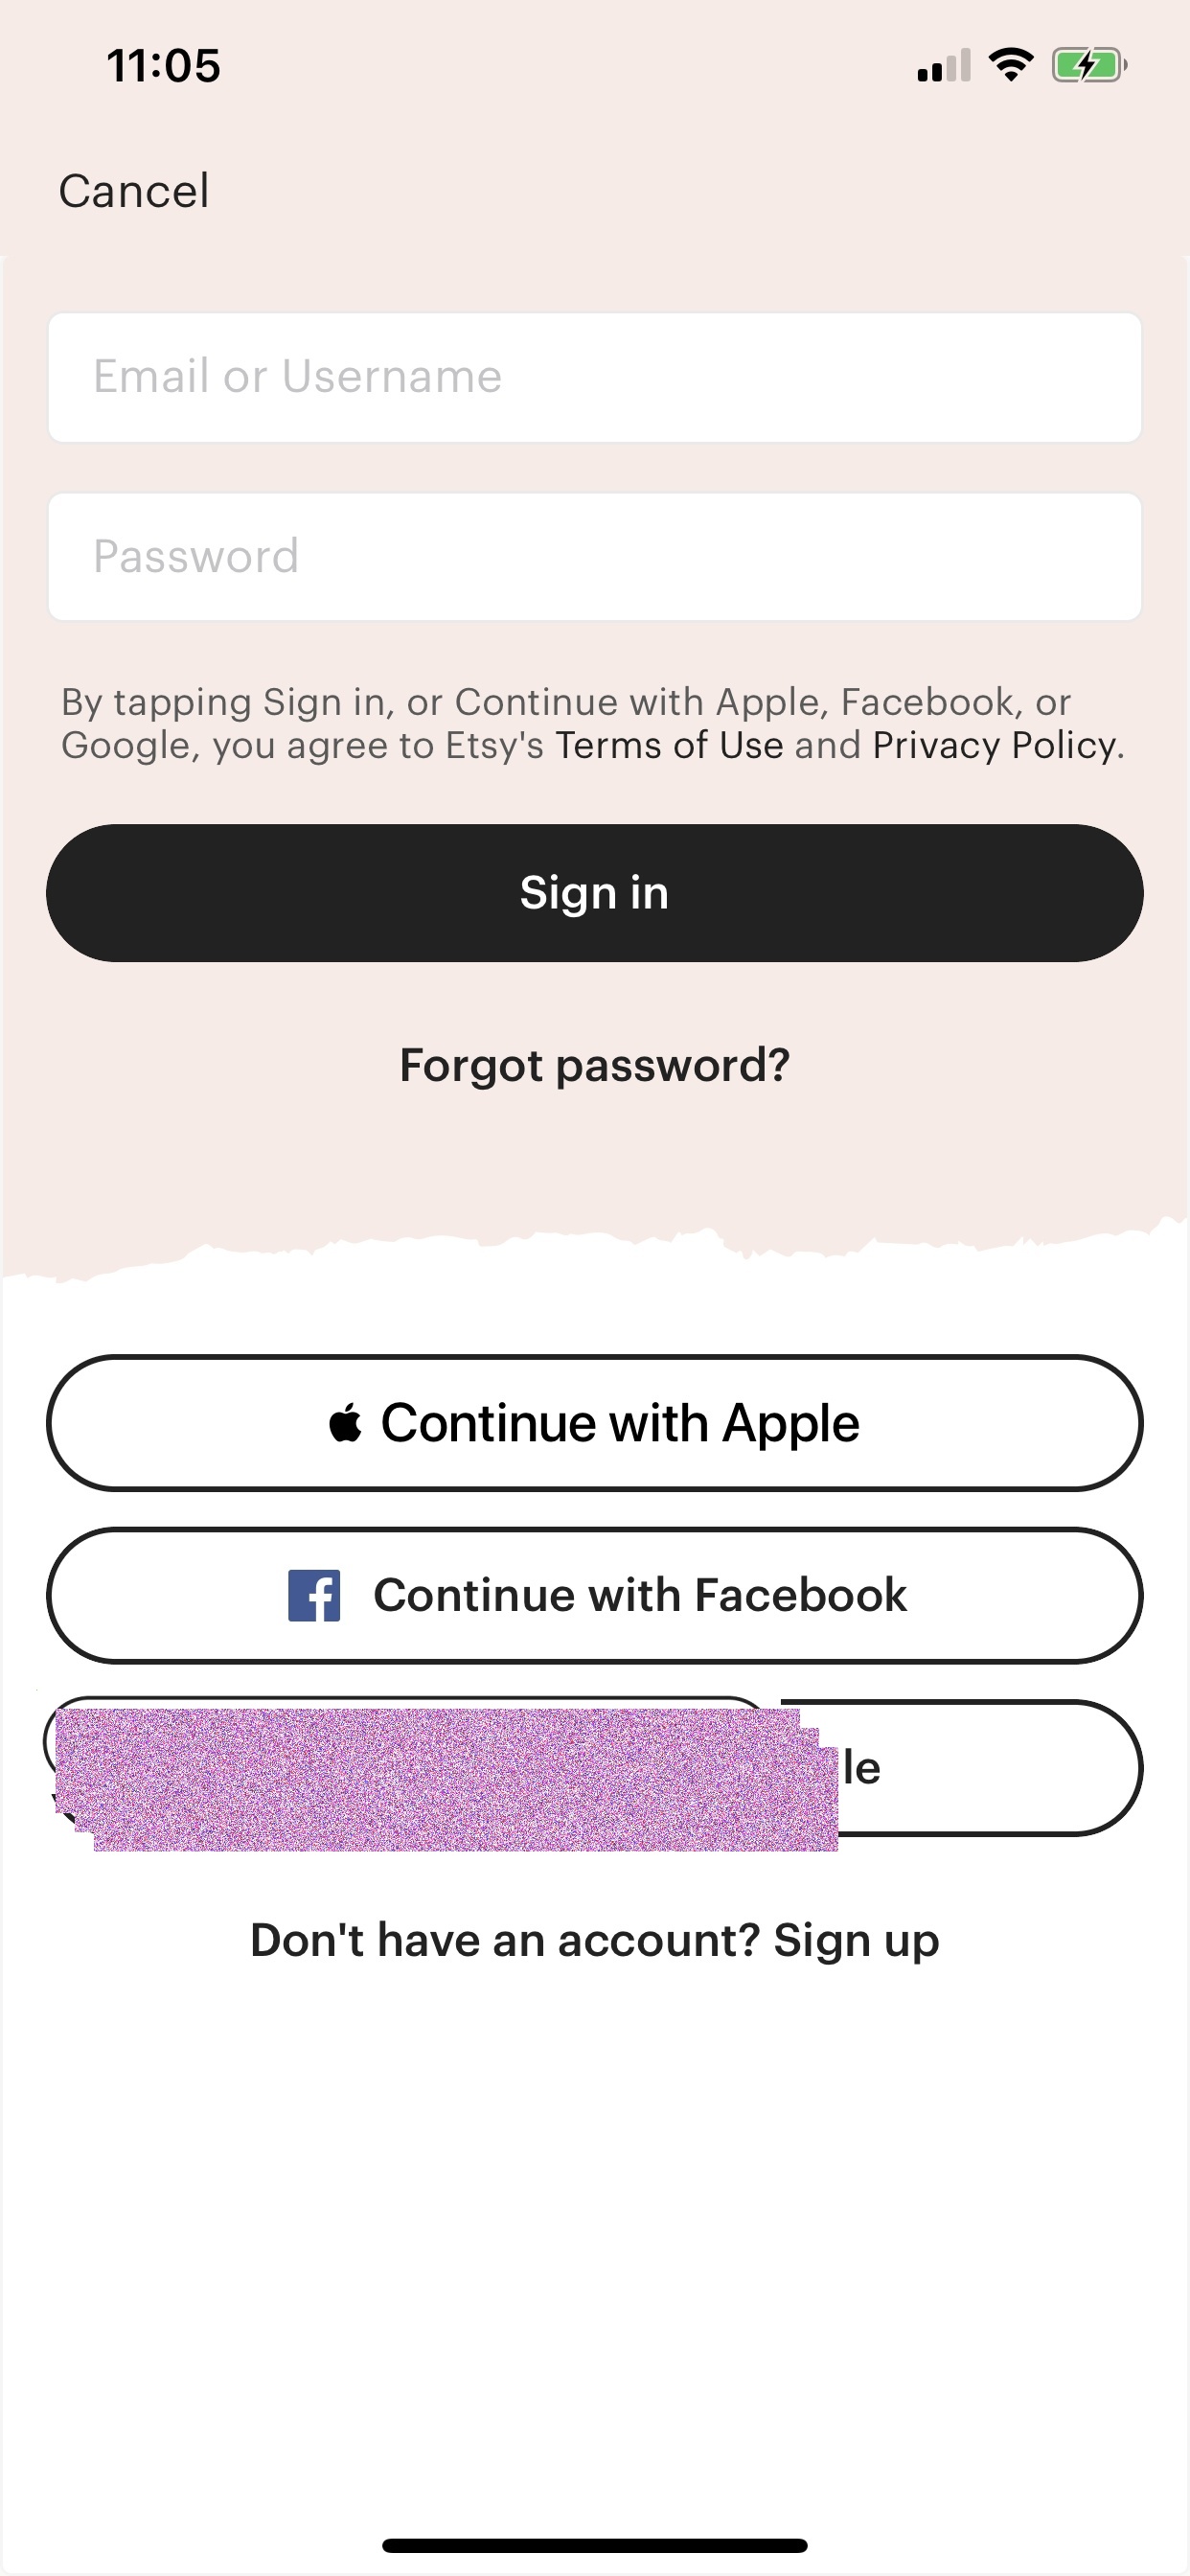 11:05
Cancel
Email or Username
Password
By tapping Sign in, or Continue with Apple, Facebook, or
Google, you agree to Etsy's Terms of Use and Privacy Policy.
Sign in
Forgot password?
Continue with Apple
Continue with Facebook
le
Don't have an account? Sign up